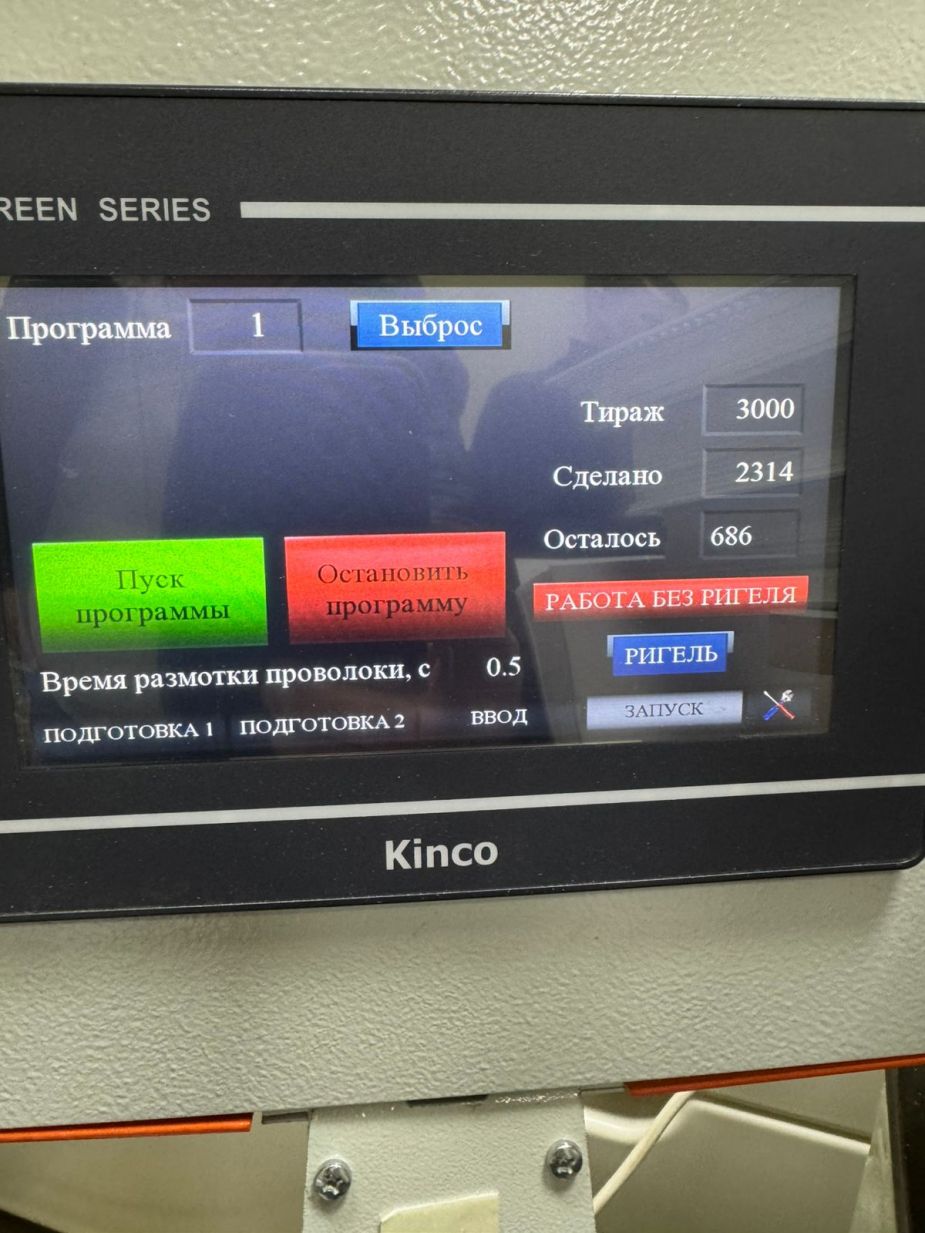 REEN SERIES
Программа 1 Выброс
Тираж 3000
Сделано 2314
Осталось 686
Пуск программы
Остановить программу
РАБОТА БЕЗ РИГЕЛЯ
РИГЕЛЬ
Время размотки проволоки, с 0.5
ПОДГОТОВКА 1 ПОДГОТОВКА 2 ВВОД ЗАПУСК
Kinco